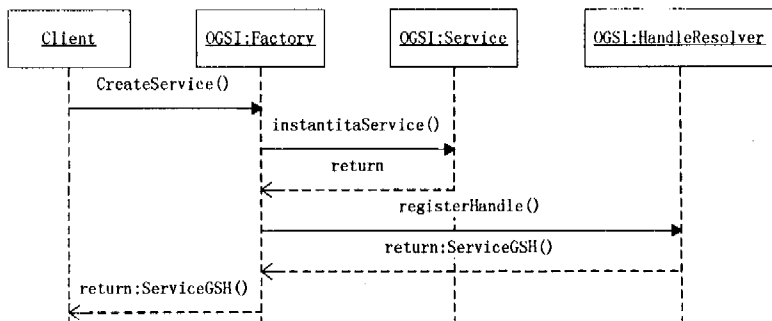 Client
OGSI:Factory
OGSI:Service
OGSI:HandleResolver
CreateService()
instantitaService()
return
registerHandle()
return:ServiceGSH()
return:ServiceGSH()